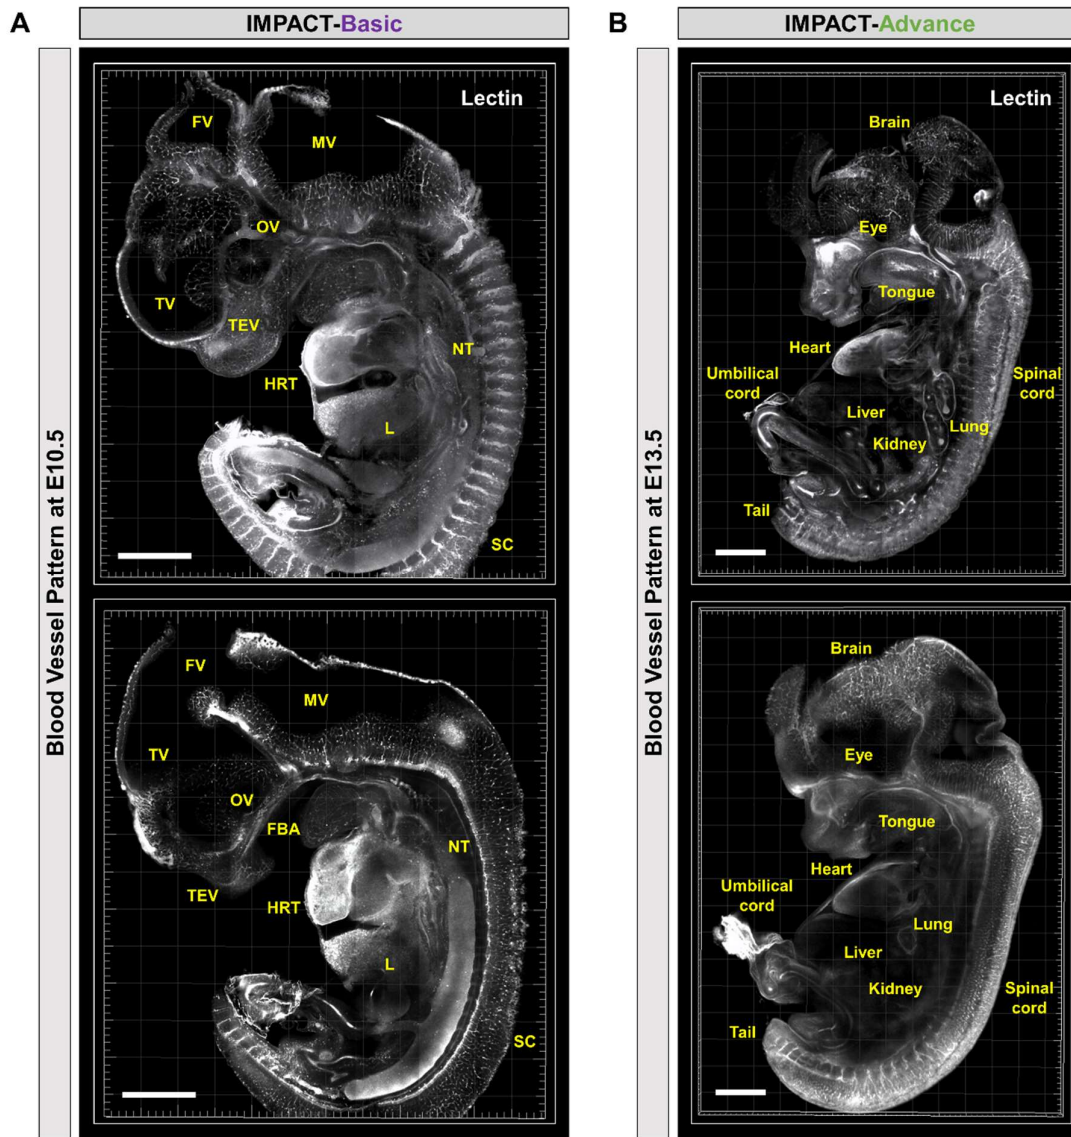 A
IMPACT-Basic
Blood Vessel Pattern at E10.5
Lectin
FV
MV
OV
TV
TEV
NT
HRT
L
SC
FV
MV
TV
OV
FBA
NT
TEV
HRT
L
SC
B
IMPACT-Advance
Blood Vessel Pattern at E13.5
Lectin
Brain
Eye
Tongue
Heart
Umbilical
cord
Spinal
cord
Liver
Lung
Kidney
Tail
Brain
Eye
Tongue
Heart
Umbilical
cord
Lung
Liver
Kidney
Spinal
cord
Tail